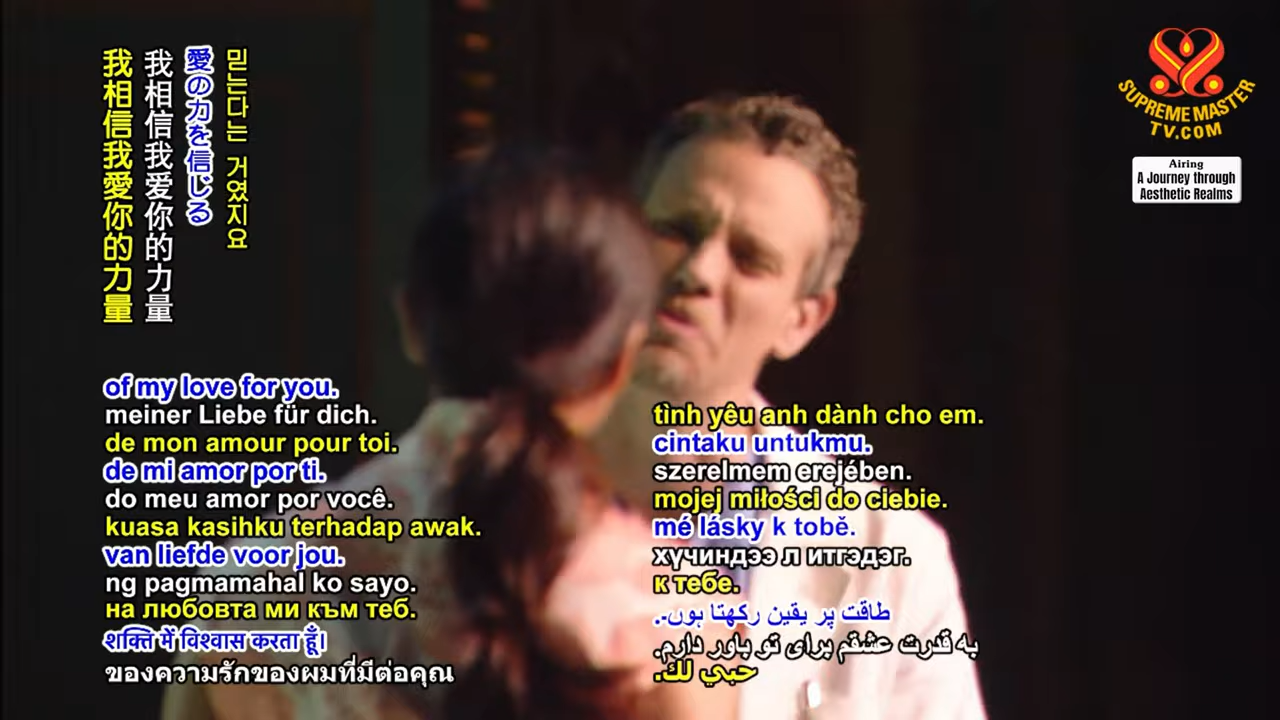 我相信我愛你的力量
我相信我爱你的力量
愛の力を信じる
믿는다는 거였지요
SUPREME MASTER
TV.COM
Airing
A Journey through
Aesthetic Realms
of my love for you.
meiner Liebe für dich.
de mon amour pour toi.
de mi amor por ti.
do meu amor por você.
kuasa kasihku terhadap awak.
van liefde voor jou.
ng pagmamahal ko sayo.
на любовта ми към теб.
शक्ति में विश्वास करता हूँ।
ของความรักของผมที่มีต่อคุณ
tình yêu anh dành cho em.
cintaku untukmu.
szerelmem erejében.
mojej miłości do ciebie.
mé lásky k tobě.
хүчиндээ л итгэдэг.
к тебе.
طاقت پر یقین رکھتا ہوں۔.
به قدرت عشقم برای تو باور دارم.
حبي لك.